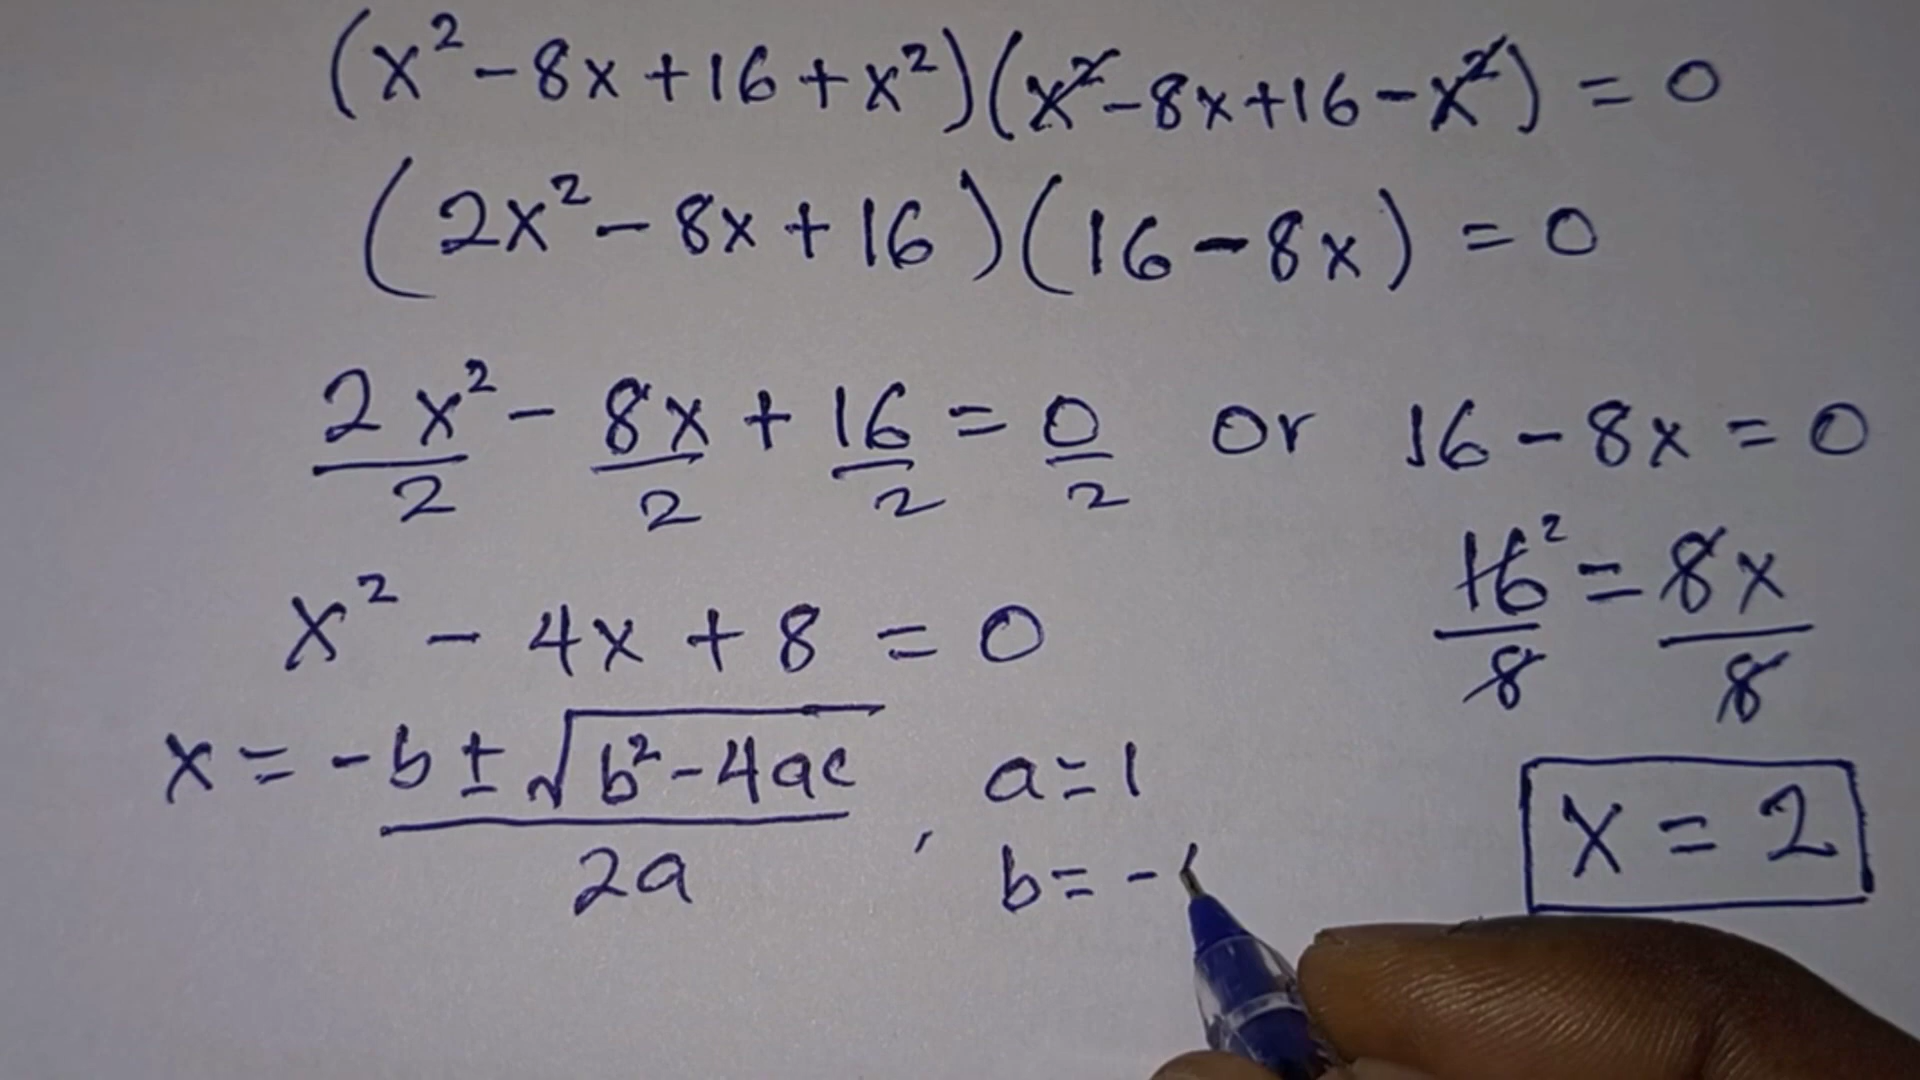 (x² - 8x + 16 + x²)(x² - 8x + 16 - x²) = 0
(2x² - 8x + 16)(16 - 8x) = 0
2x²/2 - 8x/2 + 16/2 = 0/2 or 16 - 8x = 0
16²/8 = 8x/8
x² - 4x + 8 = 0
x = -b ± √(b² - 4ac) / 2a , a = 1
b = -
x = 2